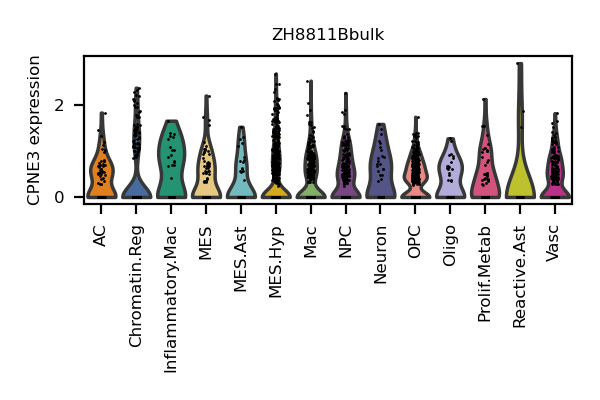 ZH8811Bbulk
CPNE3 expression
2
0
AC
Chromatin.Reg
Inflammatory.Mac
MES
MES.Ast
MES.Hyp
Mac
NPC
Neuron
OPC
Oligo
Prolif.Metab
Reactive.Ast
Vasc